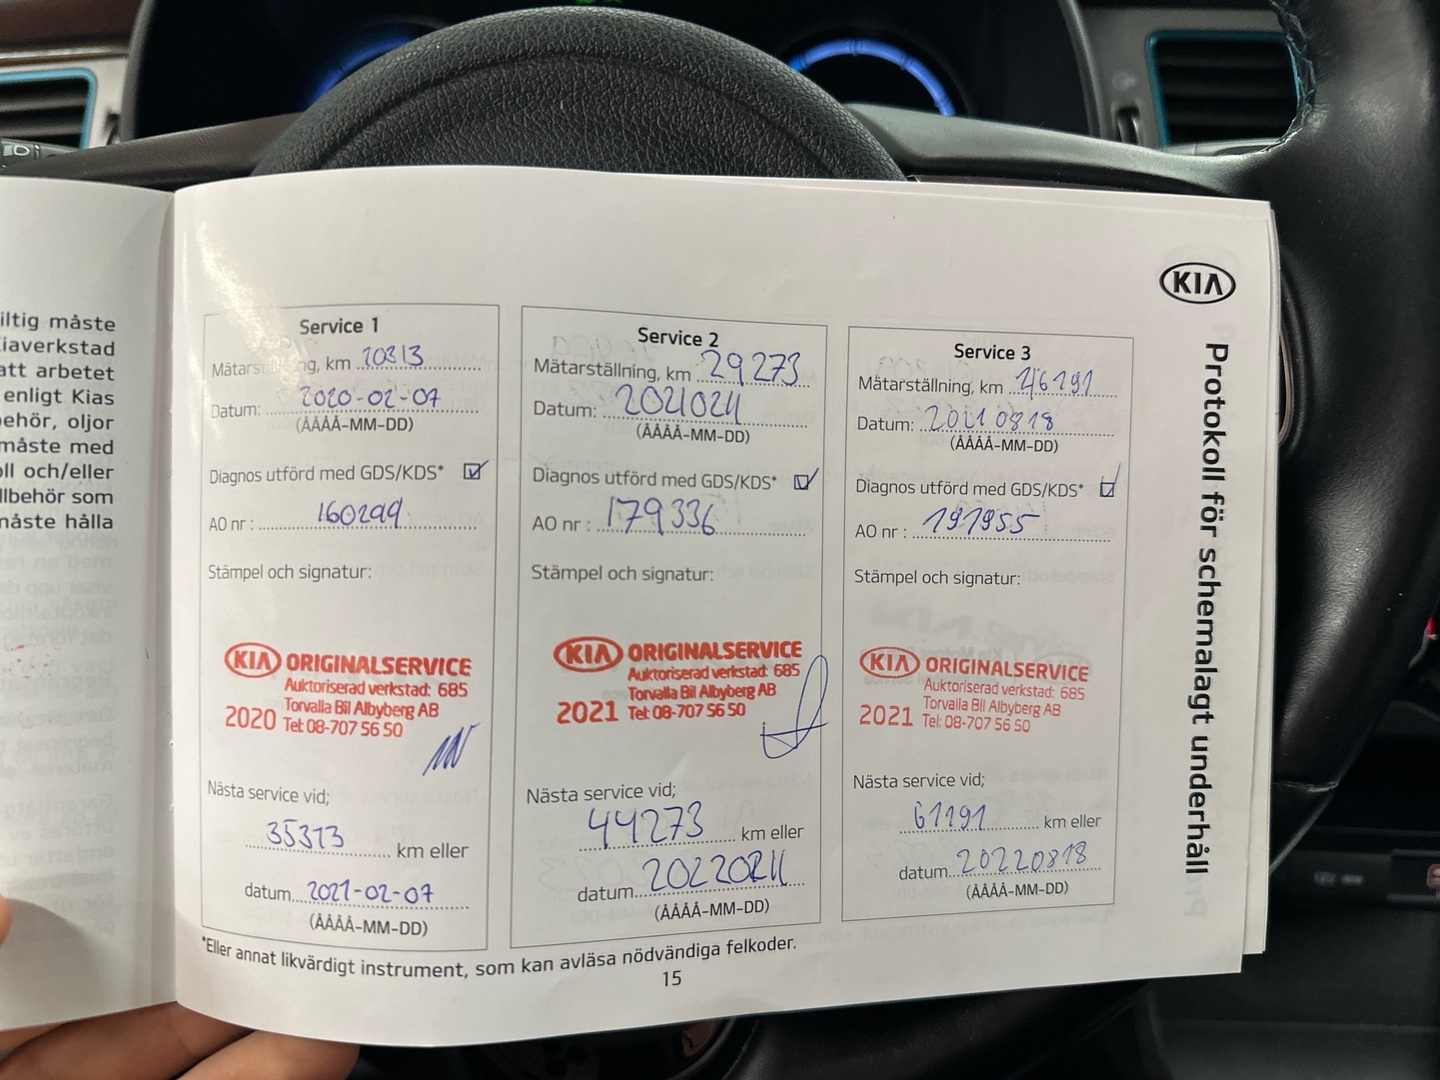 iltig måste
iaverkstad
att arbetet
enligt Kias
ehör, oljor
måste med
oll och/eller
llbehör som
måste hålla
KIA
Protokoll för schemalagt underhåll
Service 1
Mätars ng, km 20313
Datum: 2020-02-07
(ÅÅÅÅ-MM-DD)
Diagnos utförd med GDS/KDS*
AO nr : 160299
Stämpel och signatur:
KIA ORIGINALSERVICE
Auktoriserad verkstad: 685
Torvalla Bil Albyberg AB
2020 Tel: 08-707 56 50
Nästa service vid;
35313 km eller
datum 2021-02-07
(ÅÅÅÅ-MM-DD)
Service 2
Mätarställning, km 29273
Datum: 20210211
(ÅÅÅÅ-MM-DD)
Diagnos utförd med GDS/KDS*
AO nr : 179336
Stämpel och signatur:
KIA ORIGINALSERVICE
Auktoriserad verkstad: 685
Torvalla Bil Albyberg AB
2021 Tel: 08-707 56 50
Nästa service vid;
44273 km eller
datum 20220211
(ÅÅÅÅ-MM-DD)
Service 3
Mätarställning, km 46191
Datum: 20210818
(ÅÅÅÅ-MM-DD)
Diagnos utförd med GDS/KDS*
AO nr : 191955
Stämpel och signatur:
KIA ORIGINALSERVICE
Auktoriserad verkstad: 685
Torvalla Bil Albyberg AB
2021 Tel: 08-707 56 50
Nästa service vid;
61191 km eller
datum 20220818
(ÅÅÅÅ-MM-DD)
*Eller annat likvärdigt instrument, som kan avläsa nödvändiga felkoder.
15